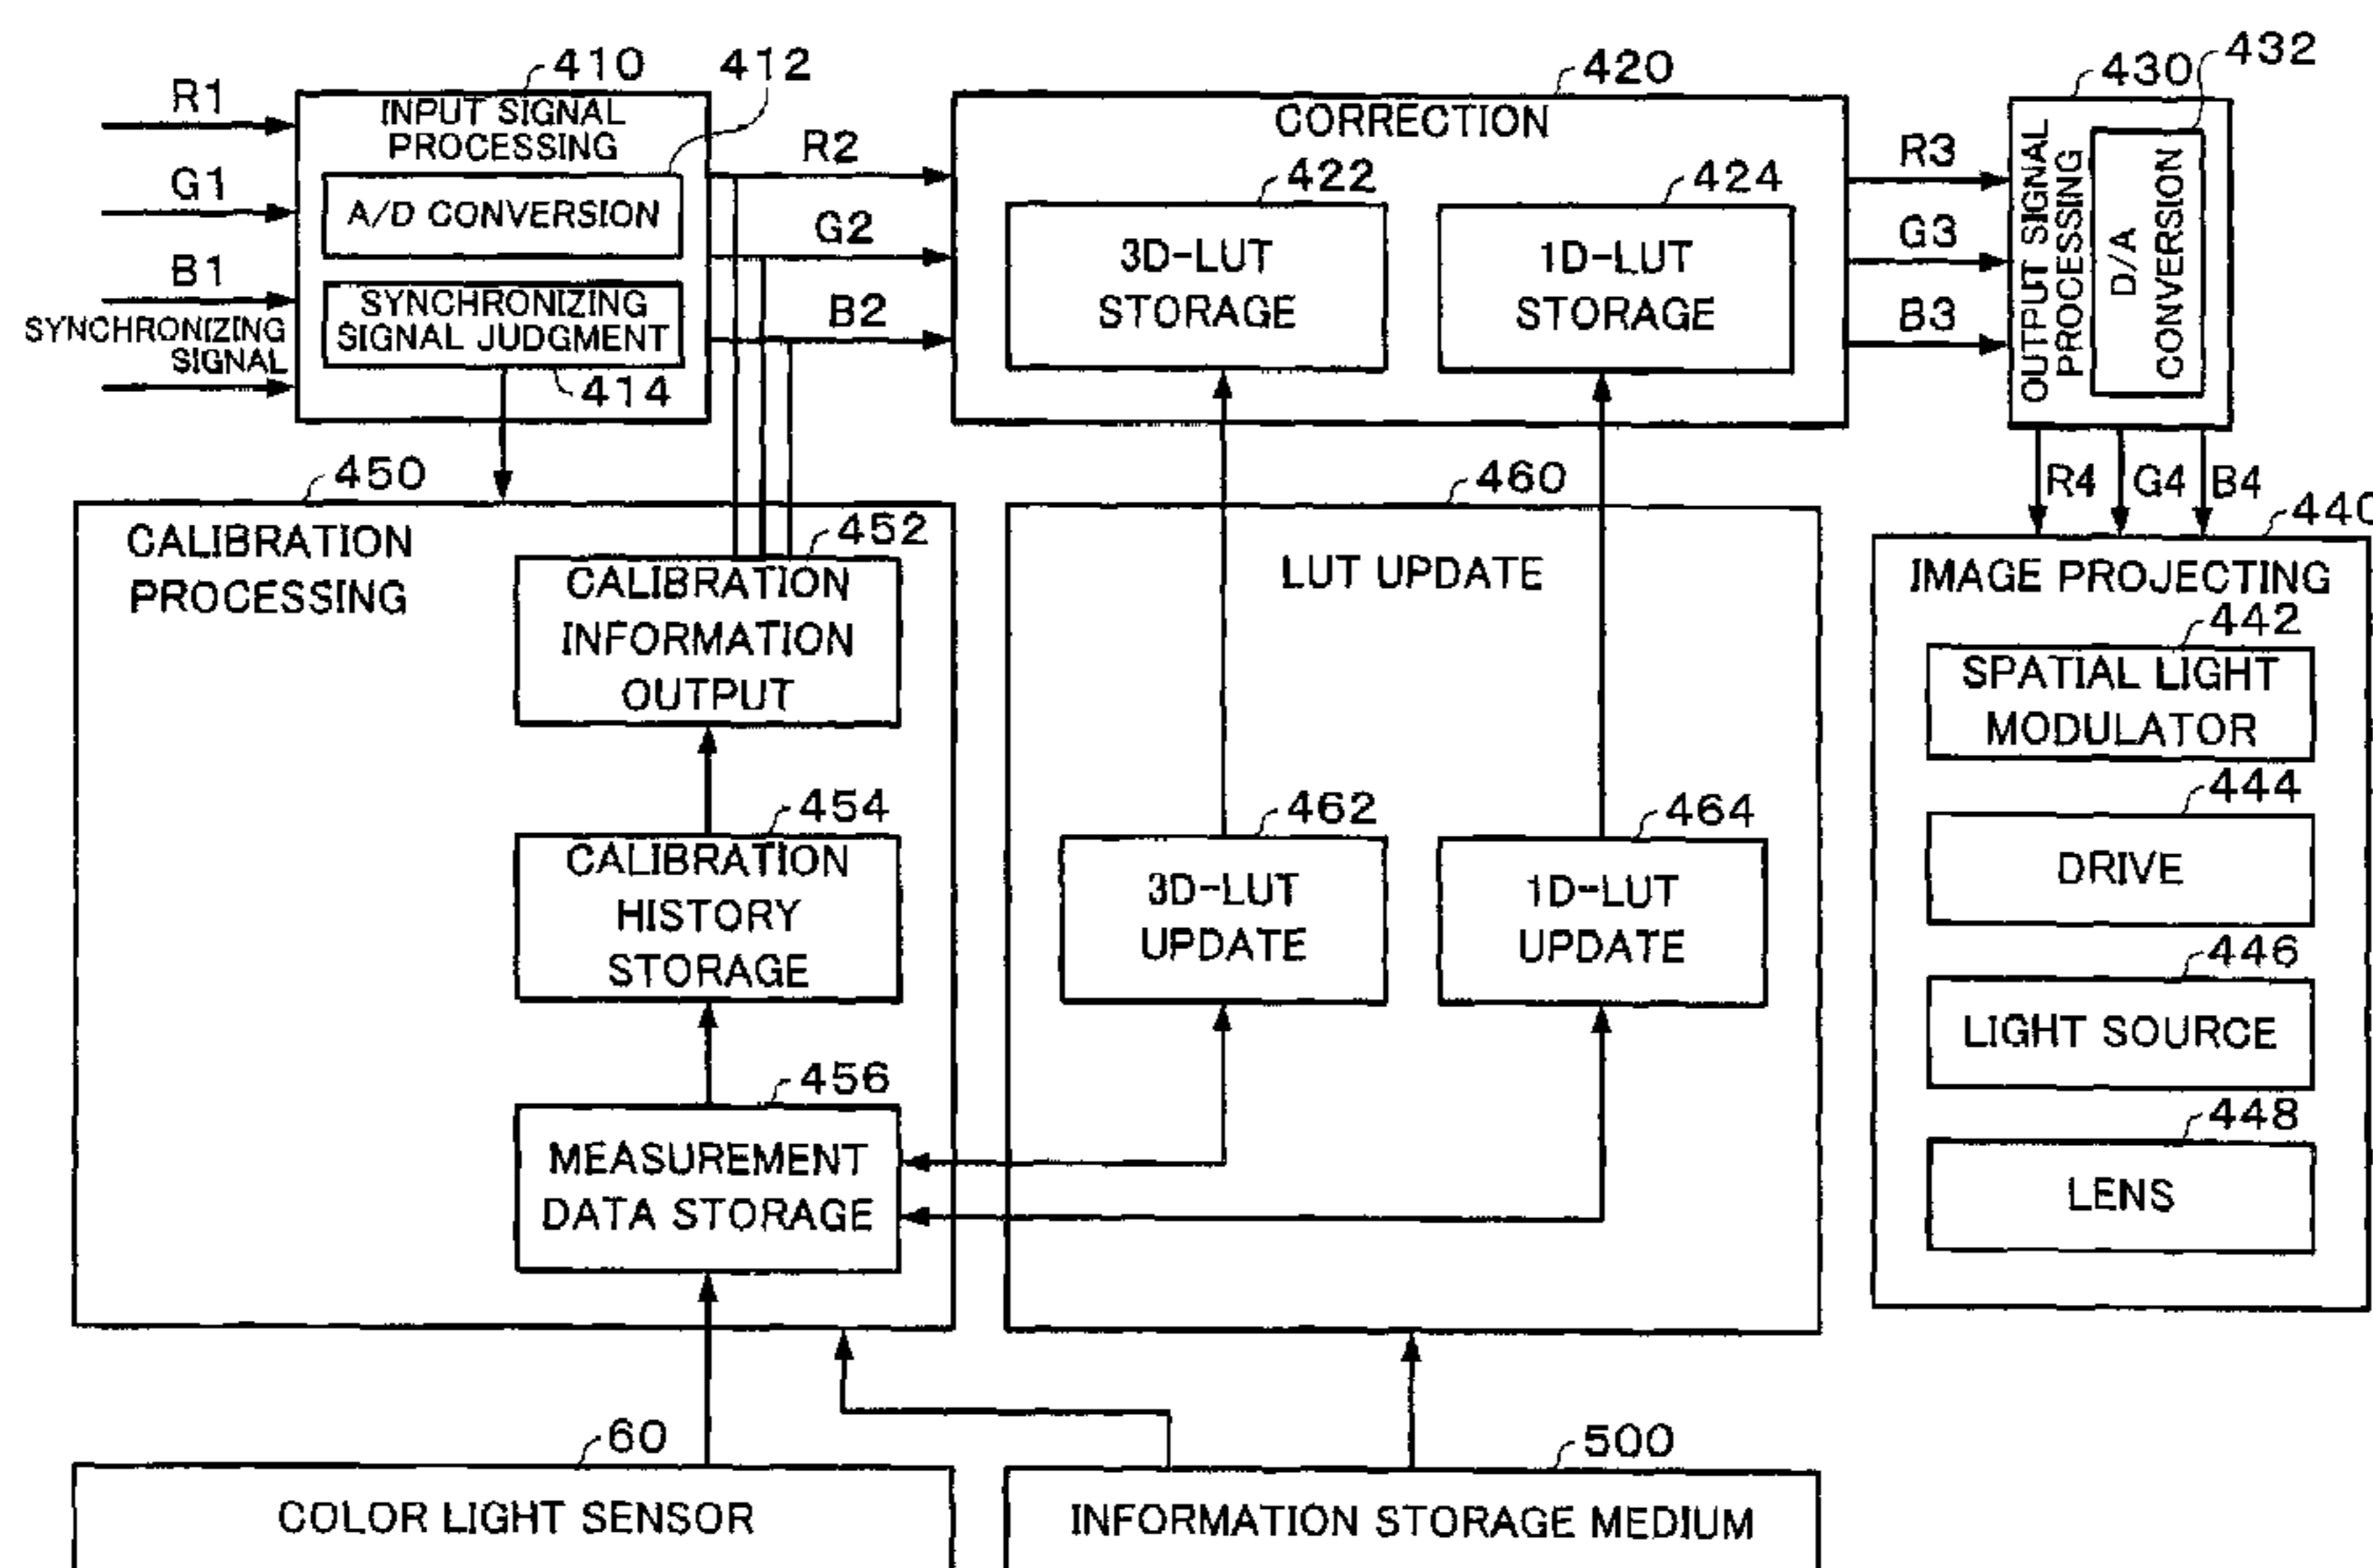 410
412
420
430
432
R1
G1
B1
SYNCHRONIZING
SIGNAL
INPUT SIGNAL
PROCESSING
A/D CONVERSION
SYNCHRONIZING
SIGNAL JUDGMENT
414
R2
G2
B2
CORRECTION
422
3D-LUT
STORAGE
424
1D-LUT
STORAGE
R3
G3
B3
OUTPUT SIGNAL
PROCESSING
D/A
CONVERSION
R4
G4
B4
450
CALIBRATION
PROCESSING
452
CALIBRATION
INFORMATION
OUTPUT
454
CALIBRATION
HISTORY
STORAGE
456
MEASUREMENT
DATA STORAGE
460
LUT UPDATE
462
3D-LUT
UPDATE
464
1D-LUT
UPDATE
440
IMAGE PROJECTING
442
SPATIAL LIGHT
MODULATOR
444
DRIVE
446
LIGHT SOURCE
448
LENS
60
COLOR LIGHT SENSOR
500
INFORMATION STORAGE MEDIUM